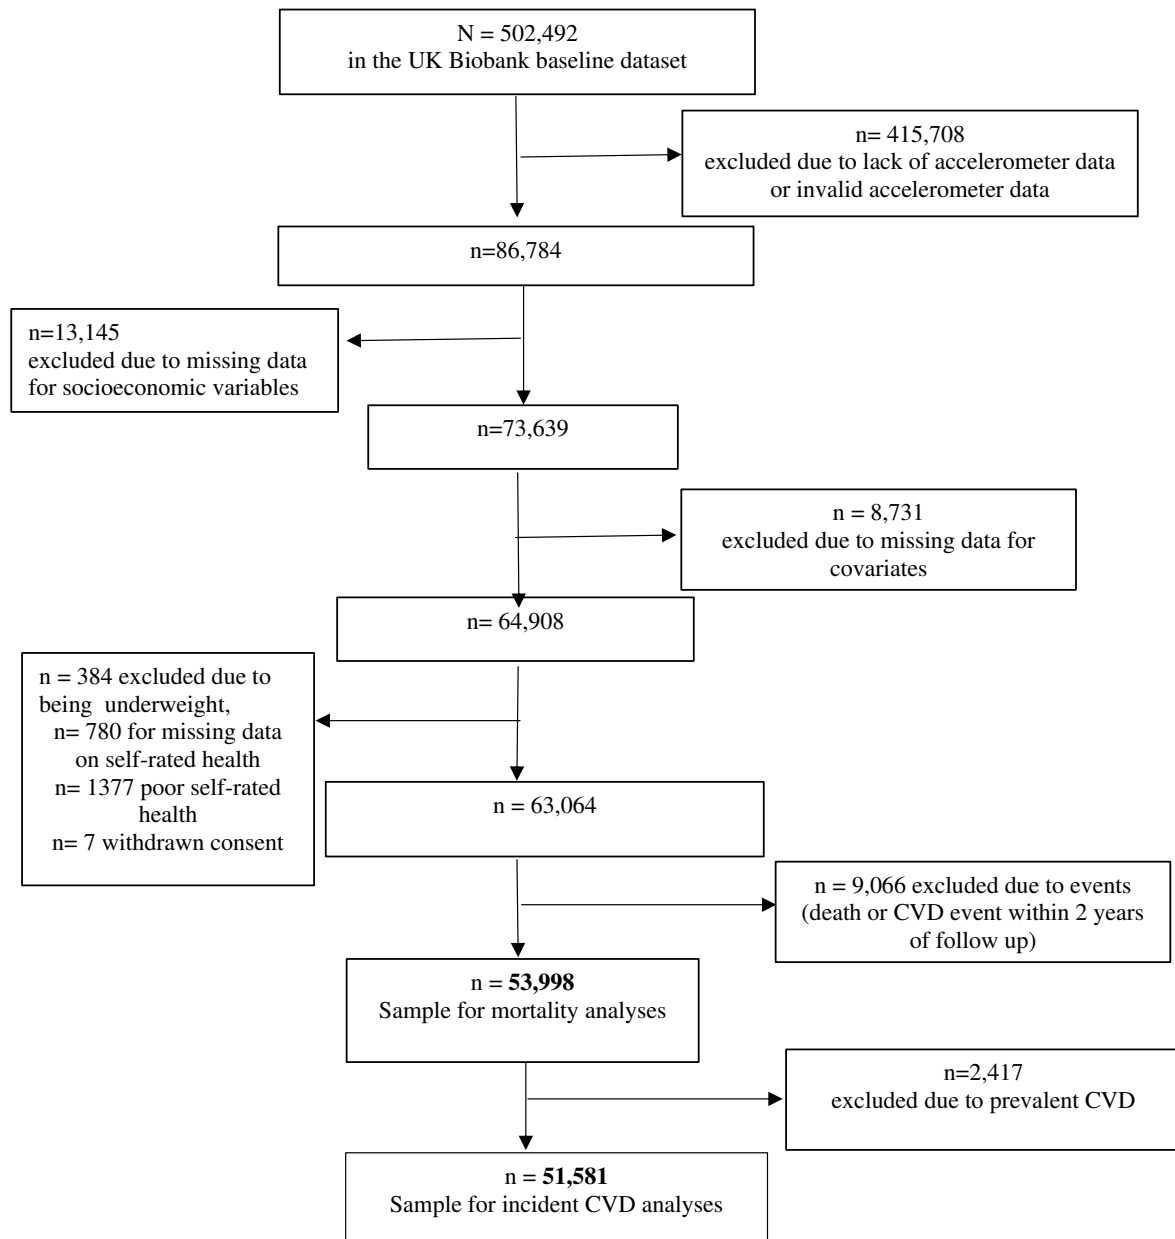 N = 502,492
in the UK Biobank baseline dataset
n= 415,708
excluded due to lack of accelerometer data
or invalid accelerometer data
n=86,784
n=13,145
excluded due to missing data
for socioeconomic variables
n=73,639
n = 8,731
excluded due to missing data for
covariates
n= 64,908
n = 384 excluded due to
being underweight,
n= 780 for missing data
on self-rated health
n= 1377 poor self-rated
health
n= 7 withdrawn consent
n = 63,064
n = 9,066 excluded due to events
(death or CVD event within 2 years
of follow up)
n = 53,998
Sample for mortality analyses
n=2,417
excluded due to prevalent CVD
n = 51,581
Sample for incident CVD analyses